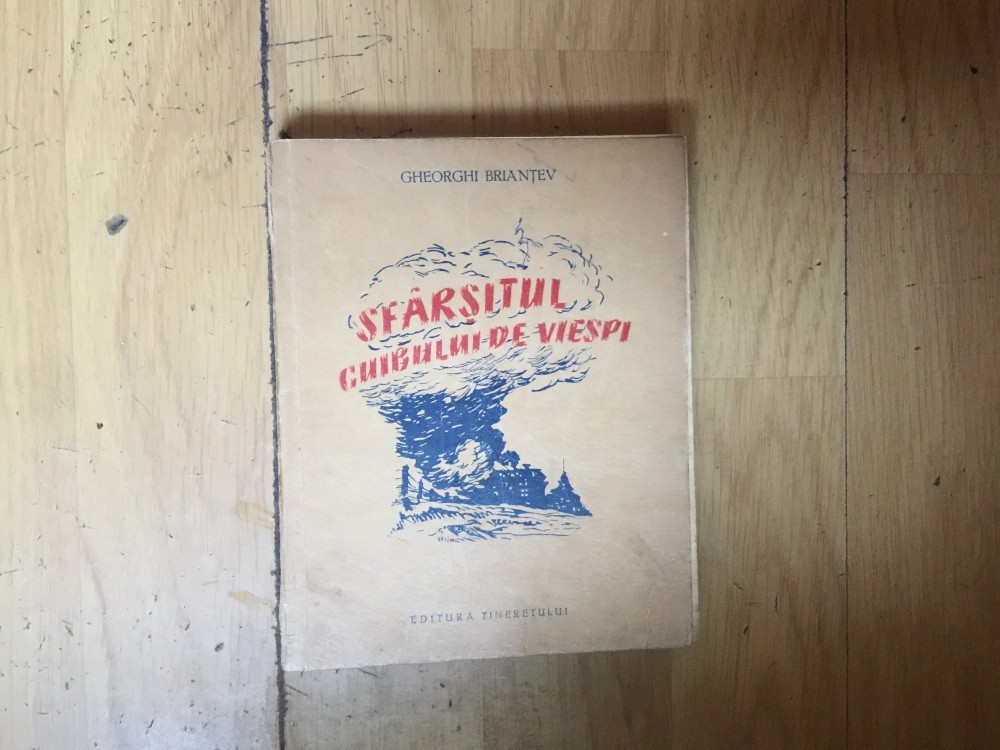 GHEORGHI BRIANȚEV
SFÂRȘITUL
CUIBULUI DE VIESPI
EDITURA TINERETULUI